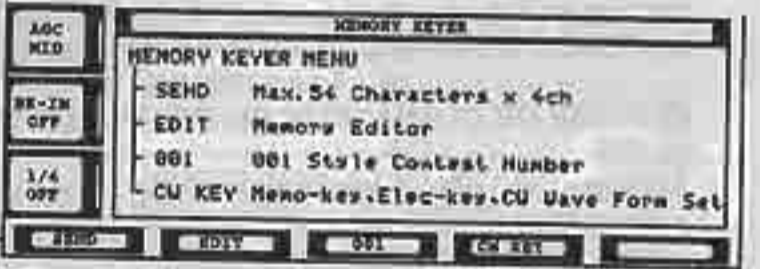 AGC
MID
BK-IN
OFF
1/4
OFF
MEMORY KEYER
MEMORY KEYER MENU
SEND Max. 54 Characters x 4ch
EDIT Memory Editor
001 001 Style Contest Number
CW KEY Memo-key,Elec-key,CW Wave Form Set
SEND EDIT 001 CW KEY